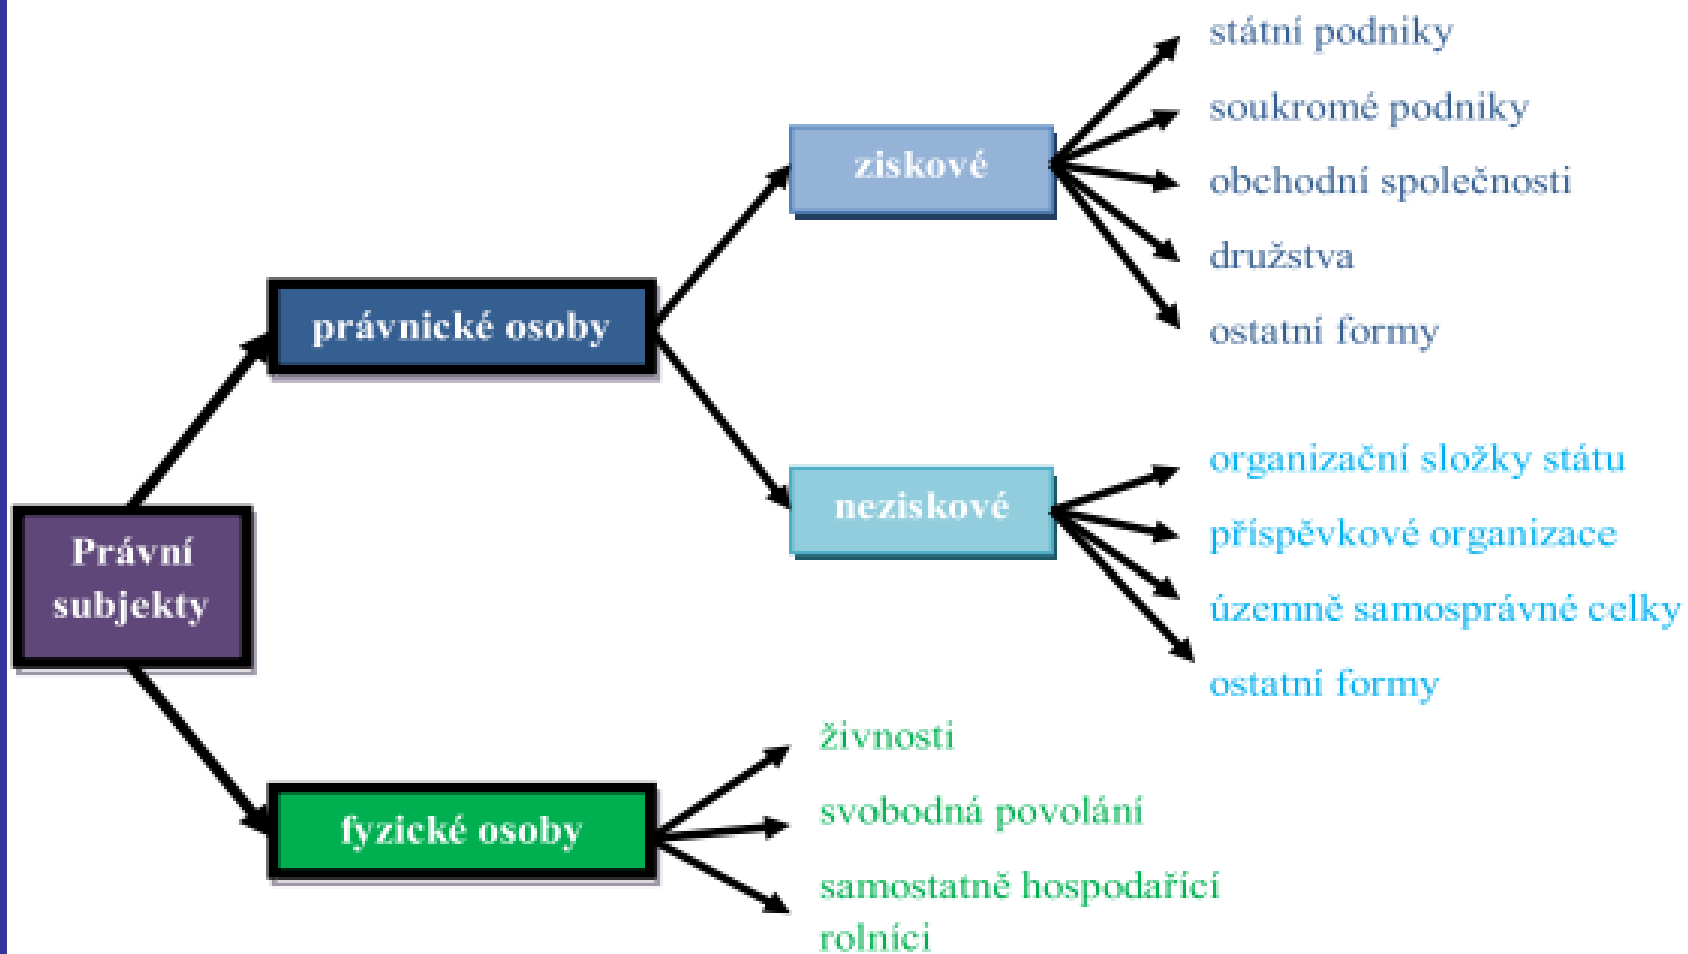 státní podniky
soukromé podniky
ziskové
obchodní společnosti
družstva
právnické osoby
ostatní formy
organizační složky státu
neziskové
příspěvkové organizace
Právní
subjekty
územně samosprávné celky
ostatní formy
živnosti
svobodná povolání
fyzické osoby
samostatně hospodařící
rolníci